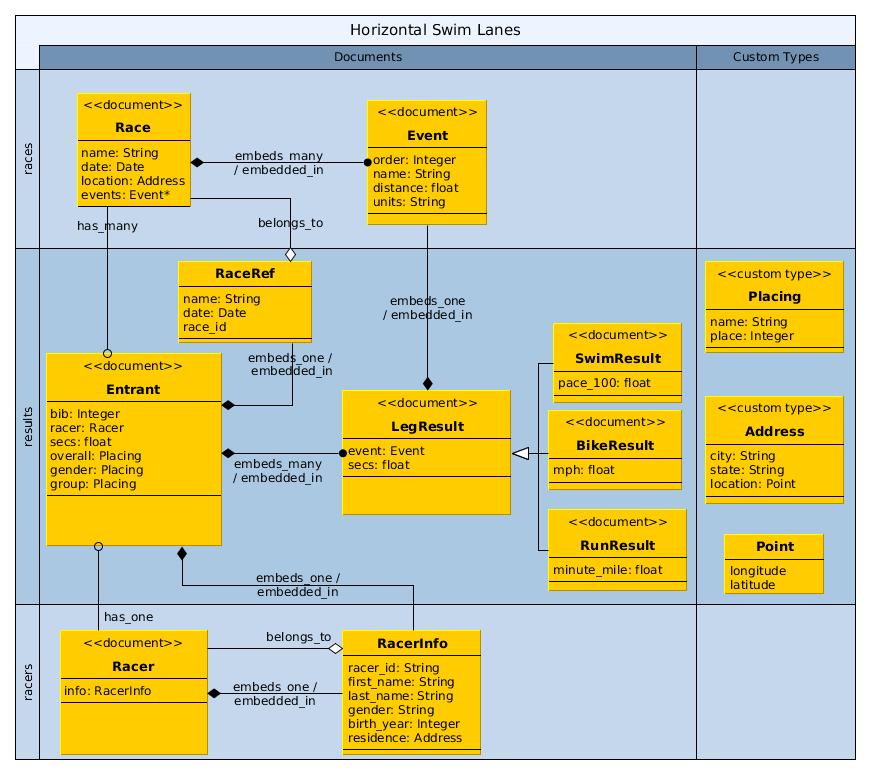 Horizontal Swim Lanes
Documents
Custom Types
races
<<document>>
Race
name: String
date: Date
location: Address
events: Event*
embeds_many
/ embedded_in
<<document>>
Event
order: Integer
name: String
distance: float
units: String
has_many
belongs_to
results
RaceRef
name: String
date: Date
race_id
embeds_one
/ embedded_in
embeds_one /
embedded_in
<<document>>
Entrant
bib: Integer
racer: Racer
secs: float
overall: Placing
gender: Placing
group: Placing
embeds_many
/ embedded_in
<<document>>
LegResult
event: Event
secs: float
<<document>>
SwimResult
pace_100: float
<<document>>
BikeResult
mph: float
<<document>>
RunResult
minute_mile: float
<<custom type>>
Placing
name: String
place: Integer
<<custom type>>
Address
city: String
state: String
location: Point
Point
longitude
latitude
embeds_one /
embedded_in
racers
has_one
<<document>>
Racer
info: RacerInfo
belongs_to
embeds_one /
embedded_in
RacerInfo
racer_id: String
first_name: String
last_name: String
gender: String
birth_year: Integer
residence: Address